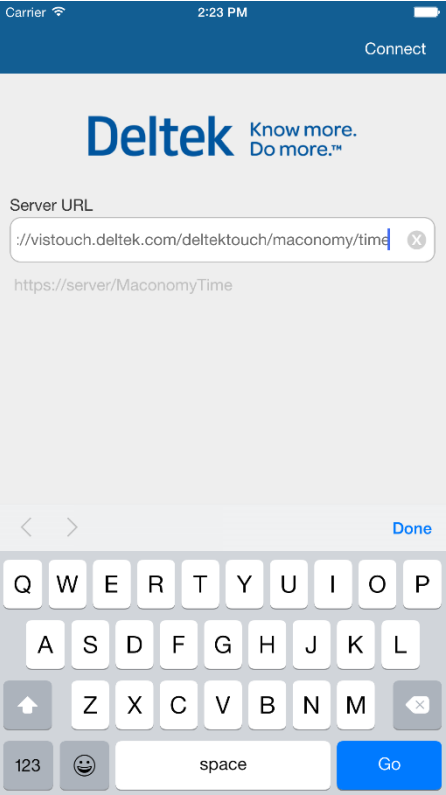 Carrier 2:23 PM
Connect
Deltek Know more.
Do more.™
Server URL
://vistouch.deltek.com/deltektouch/maconomy/time
https://server/MaconomyTime
Done
Q W E R T Y U I O P
A S D F G H J K L
Z X C V B N M
123 space Go